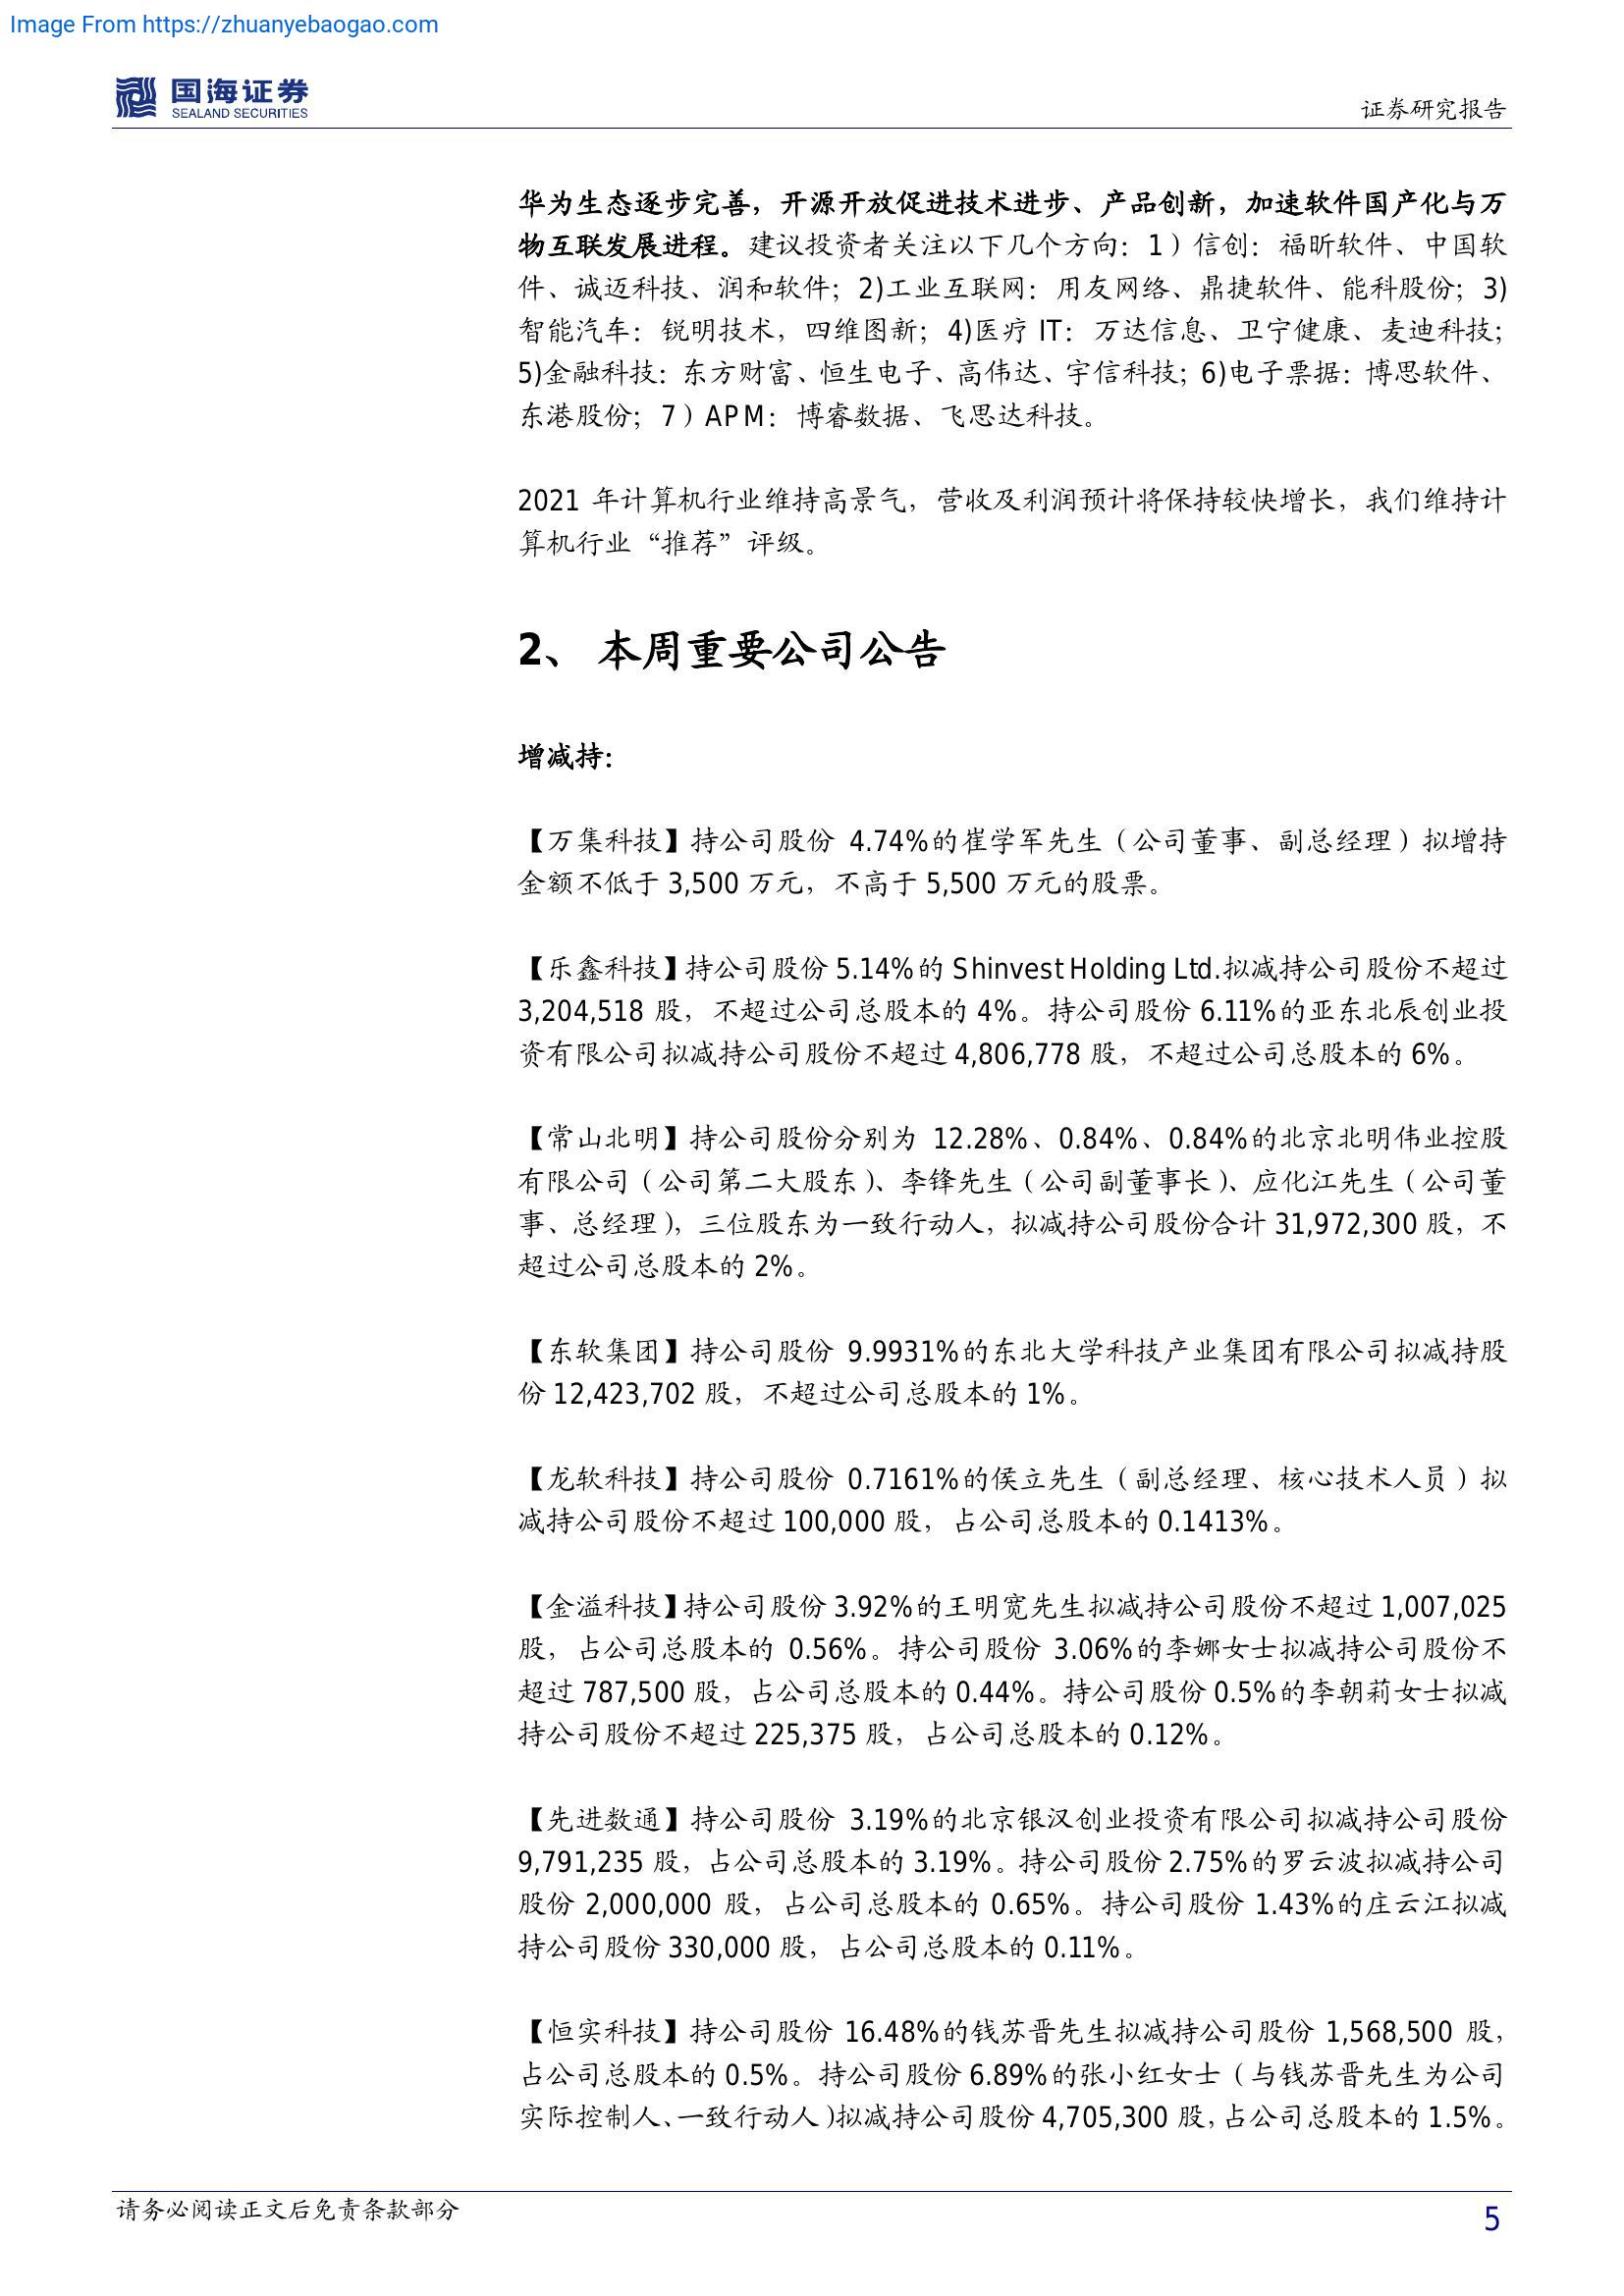 Image From https://zhuanyebaogao.com
国海证券
SEALAND SECURITIES
证券研究报告
华为生态逐步完善，开源开放促进技术进步、产品创新，加速软件国产化与万
物互联发展进程。建议投资者关注以下几个方向：1）信创：福昕软件、中国软
件、诚迈科技、润和软件；2)工业互联网：用友网络、鼎捷软件、能科股份；3)
智能汽车：锐明技术，四维图新；4)医疗 IT：万达信息、卫宁健康、麦迪科技；
5)金融科技：东方财富、恒生电子、高伟达、宇信科技；6)电子票据：博思软件、
东港股份；7）APM：博睿数据、飞思达科技。
2021 年计算机行业维持高景气，营收及利润预计将保持较快增长，我们维持计
算机行业“推荐”评级。
2、 本周重要公司公告
增减持：
【万集科技】持公司股份 4.74%的崔学军先生（公司董事、副总经理）拟增持
金额不低于 3,500 万元，不高于 5,500 万元的股票。
【乐鑫科技】持公司股份 5.14%的 Shinvest Holding Ltd.拟减持公司股份不超过
3,204,518 股，不超过公司总股本的 4%。持公司股份 6.11%的亚东北辰创业投
资有限公司拟减持公司股份不超过 4,806,778 股，不超过公司总股本的 6%。
【常山北明】持公司股份分别为 12.28%、0.84%、0.84%的北京北明伟业控股
有限公司（公司第二大股东）、李锋先生（公司副董事长）、应化江先生（公司董
事、总经理），三位股东为一致行动人，拟减持公司股份合计 31,972,300 股，不
超过公司总股本的 2%。
【东软集团】持公司股份 9.9931%的东北大学科技产业集团有限公司拟减持股
份 12,423,702 股，不超过公司总股本的 1%。
【龙软科技】持公司股份 0.7161%的侯立先生（副总经理、核心技术人员）拟
减持公司股份不超过 100,000 股，占公司总股本的 0.1413%。
【金溢科技】持公司股份 3.92%的王明宽先生拟减持公司股份不超过 1,007,025
股，占公司总股本的 0.56%。持公司股份 3.06%的李娜女士拟减持公司股份不
超过 787,500 股，占公司总股本的 0.44%。持公司股份 0.5%的李朝莉女士拟减
持公司股份不超过 225,375 股，占公司总股本的 0.12%。
【先进数通】持公司股份 3.19%的北京银汉创业投资有限公司拟减持公司股份
9,791,235 股，占公司总股本的 3.19%。持公司股份 2.75%的罗云波拟减持公司
股份 2,000,000 股，占公司总股本的 0.65%。持公司股份 1.43%的庄云江拟减
持公司股份 330,000 股，占公司总股本的 0.11%。
【恒实科技】持公司股份 16.48%的钱苏晋先生拟减持公司股份 1,568,500 股，
占公司总股本的 0.5%。持公司股份 6.89%的张小红女士（与钱苏晋先生为公司
实际控制人、一致行动人）拟减持公司股份 4,705,300 股，占公司总股本的 1.5%。
请务必阅读正文后免责条款部分
5